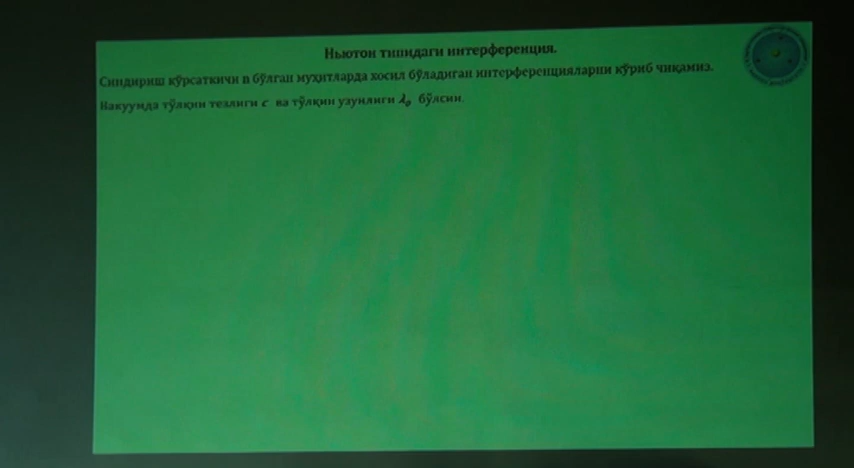 Ньютон типидаги интерференция.
Синдириш кўрсаткичи n бўлган муҳитларда хосил бўладиган интерференцияларни кўриб чиқамиз.
Вакуумда тўлқин тезлиги c ва тўлқин узунлиги λ₀ бўлсин.